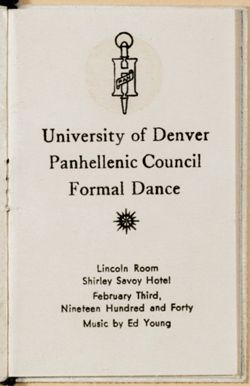 University of Denver
Panhellenic Council
Formal Dance
Lincoln Room
Shirley Savoy Hotel
February Third,
Nineteen Hundred and Forty
Music by Ed Young